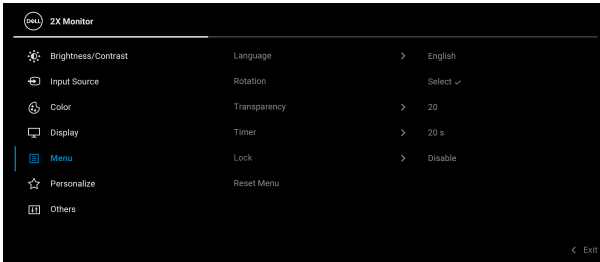 DELL 2X Monitor
Brightness/Contrast Language > English
Input Source Rotation Select ✓
Color Transparency > 20
Display Timer > 20 s
Menu Lock > Disable
Personalize Reset Menu
Others
< Exit